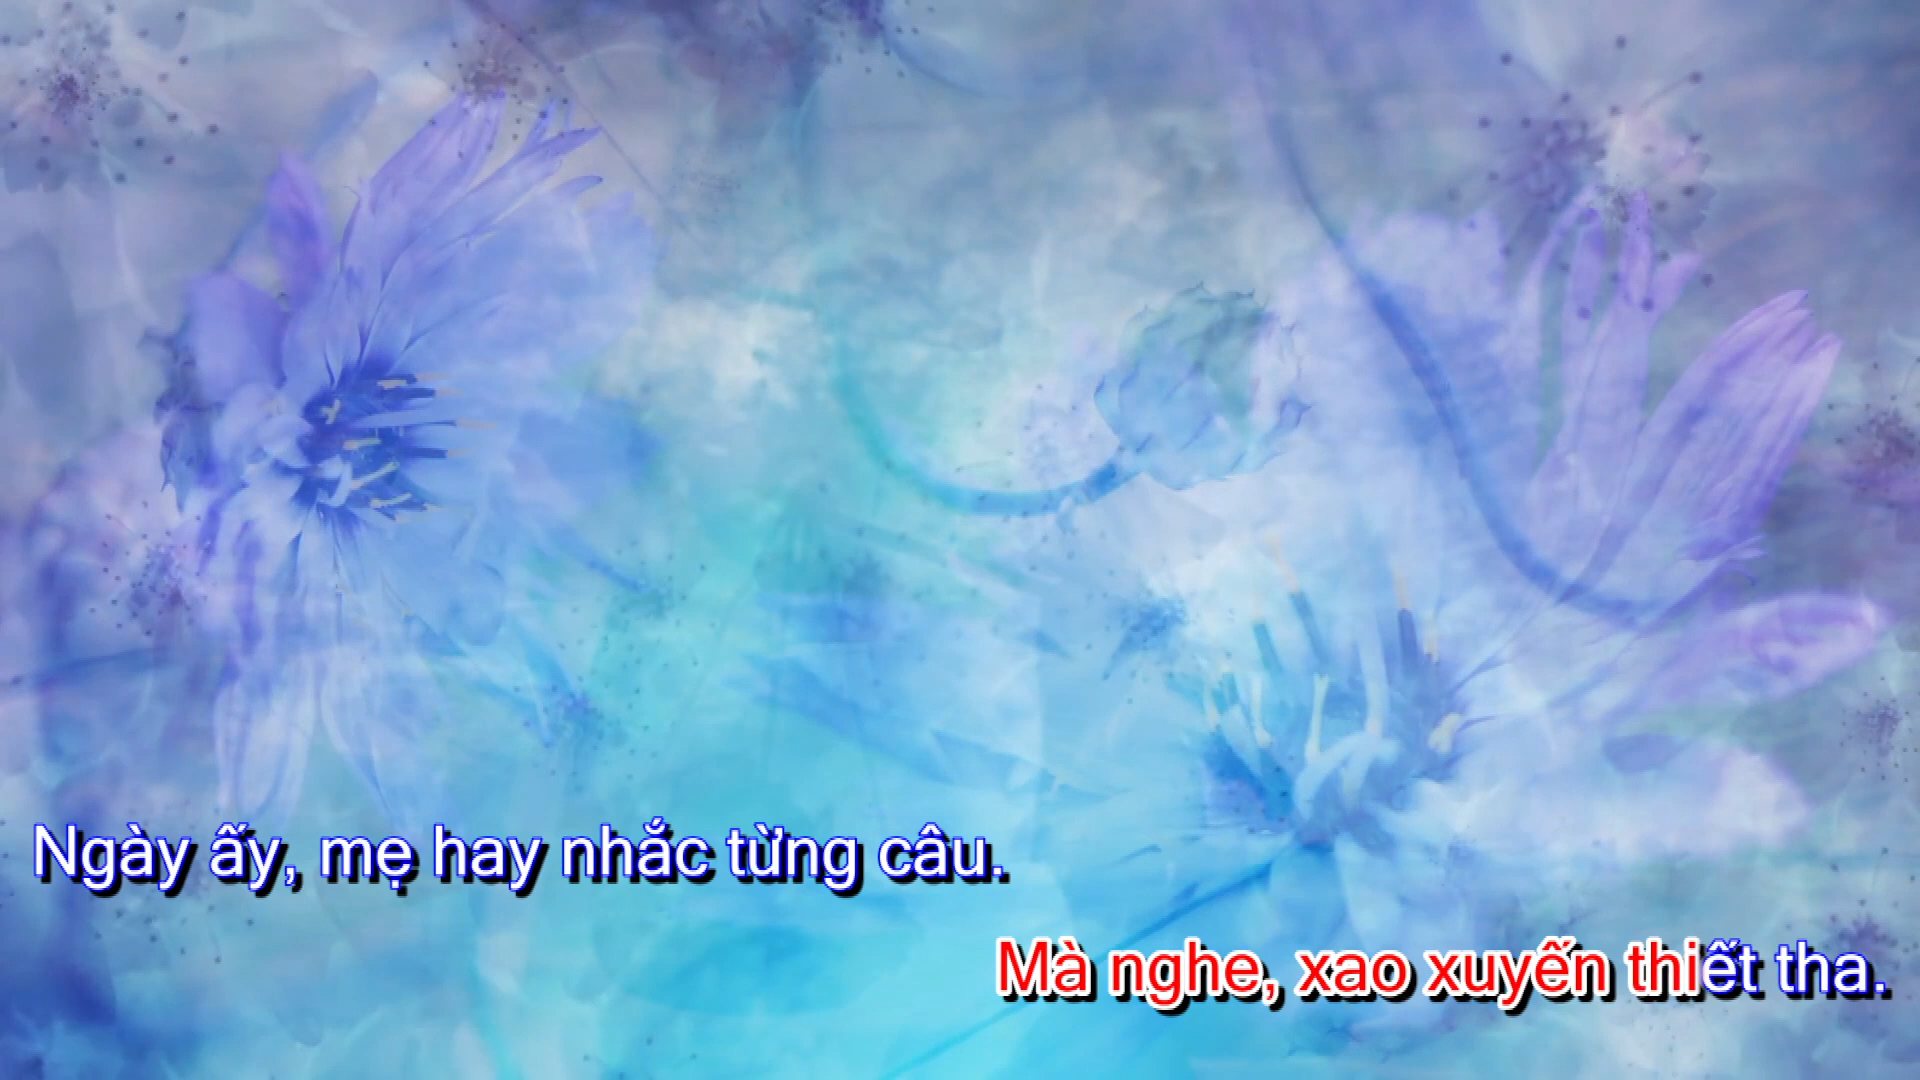 Ngày ấy, mẹ hay nhắc từng câu.
Mà nghe, xao xuyến thiết tha.